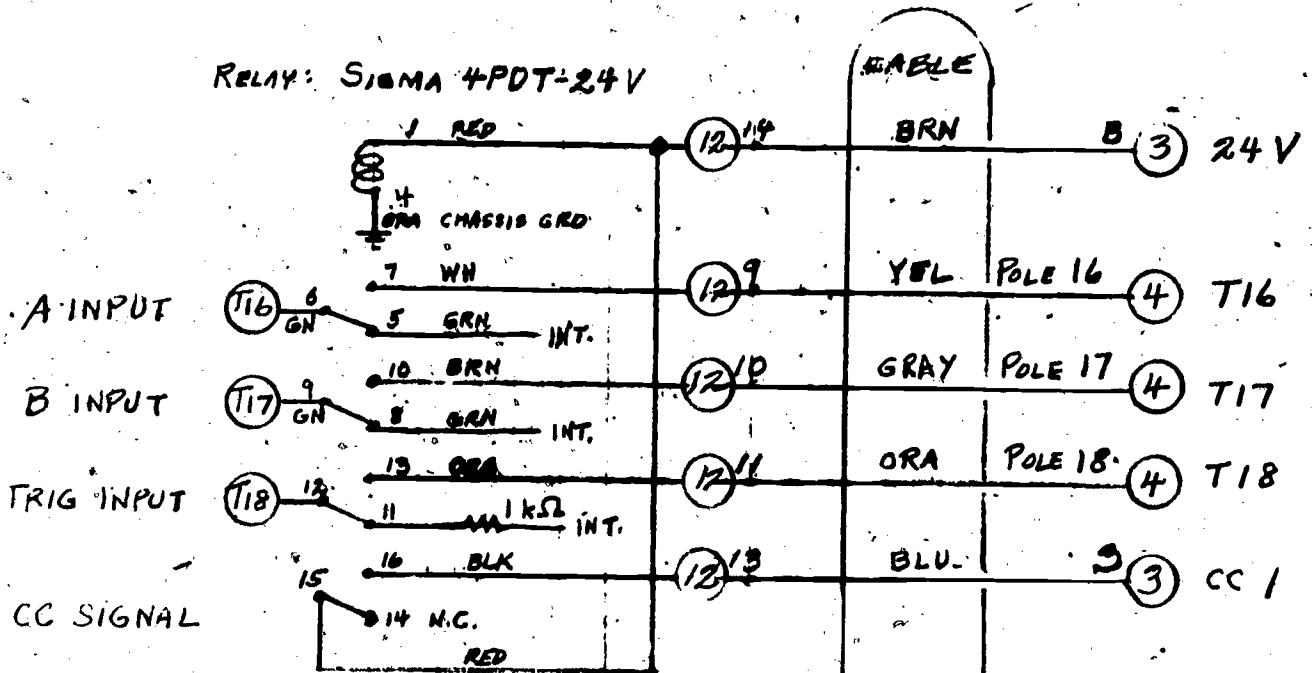 RELAY: SIGMA 4PDT-24V
CABLE
1 RED 12 14 BRN B 3 24 V
4
ORA CHASSIS GRD
7 WH 12 9 YEL POLE 16 4 T16
A INPUT T16 6 GN 5 GRN INT.
10 BRN 12 10 GRAY POLE 17 4 T17
B INPUT T17 9 GN 8 GRN INT.
13 ORA 12 11 ORA POLE 18 4 T18
TRIG INPUT T18 12 11 1 kΩ INT.
16 BLK 12 13 BLU 3 CC 1
15
CC SIGNAL 14 N.C.
RED